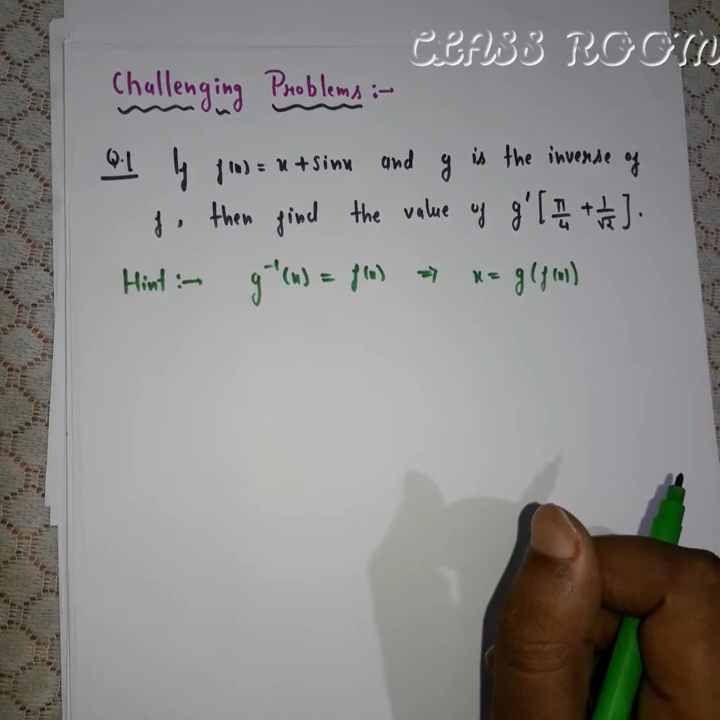 CLASS ROOM
Challenging Problems :-
Q.1 If f(x) = x + sinx and g is the inverse of
f, then find the value of g' [π/4 + 1/√2].
Hint :- g⁻¹(x) = f(x) ⇒ x = g(f(x))